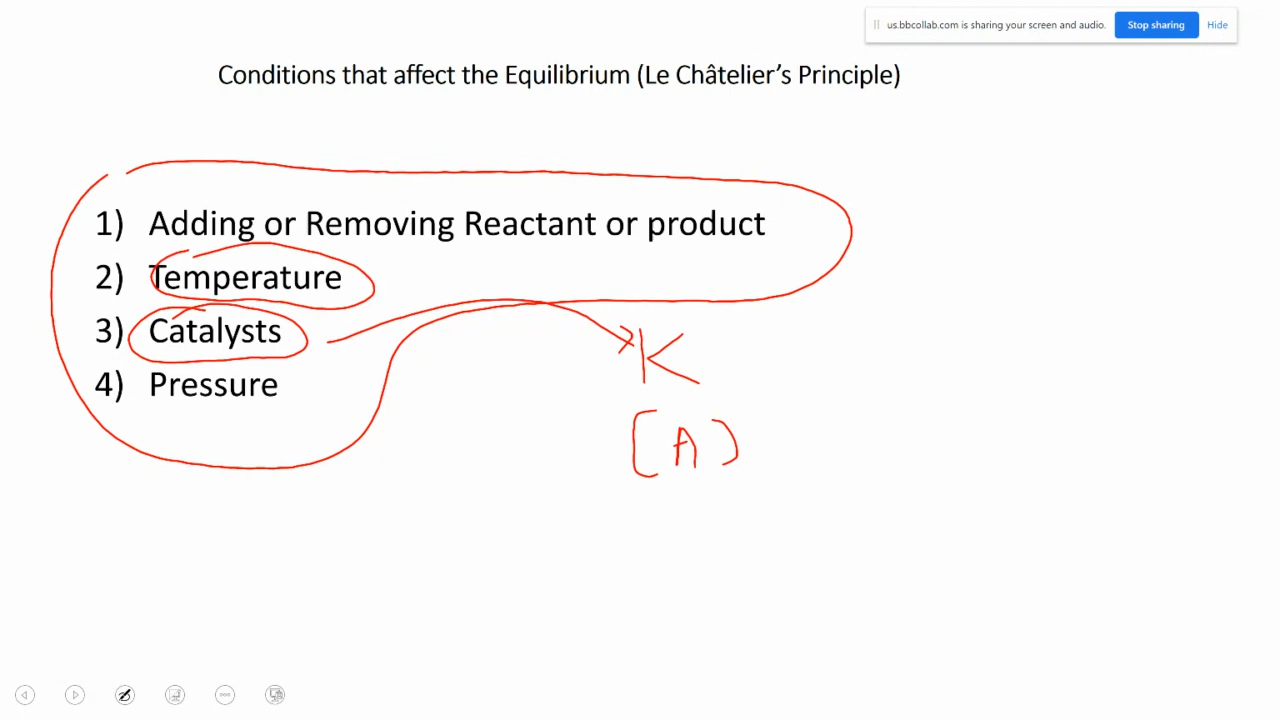 us.bbcollab.com is sharing your screen and audio. Stop sharing Hide
Conditions that affect the Equilibrium (Le Châtelier’s Principle)
1) Adding or Removing Reactant or product
2) Temperature
3) Catalysts
4) Pressure
K
[A]